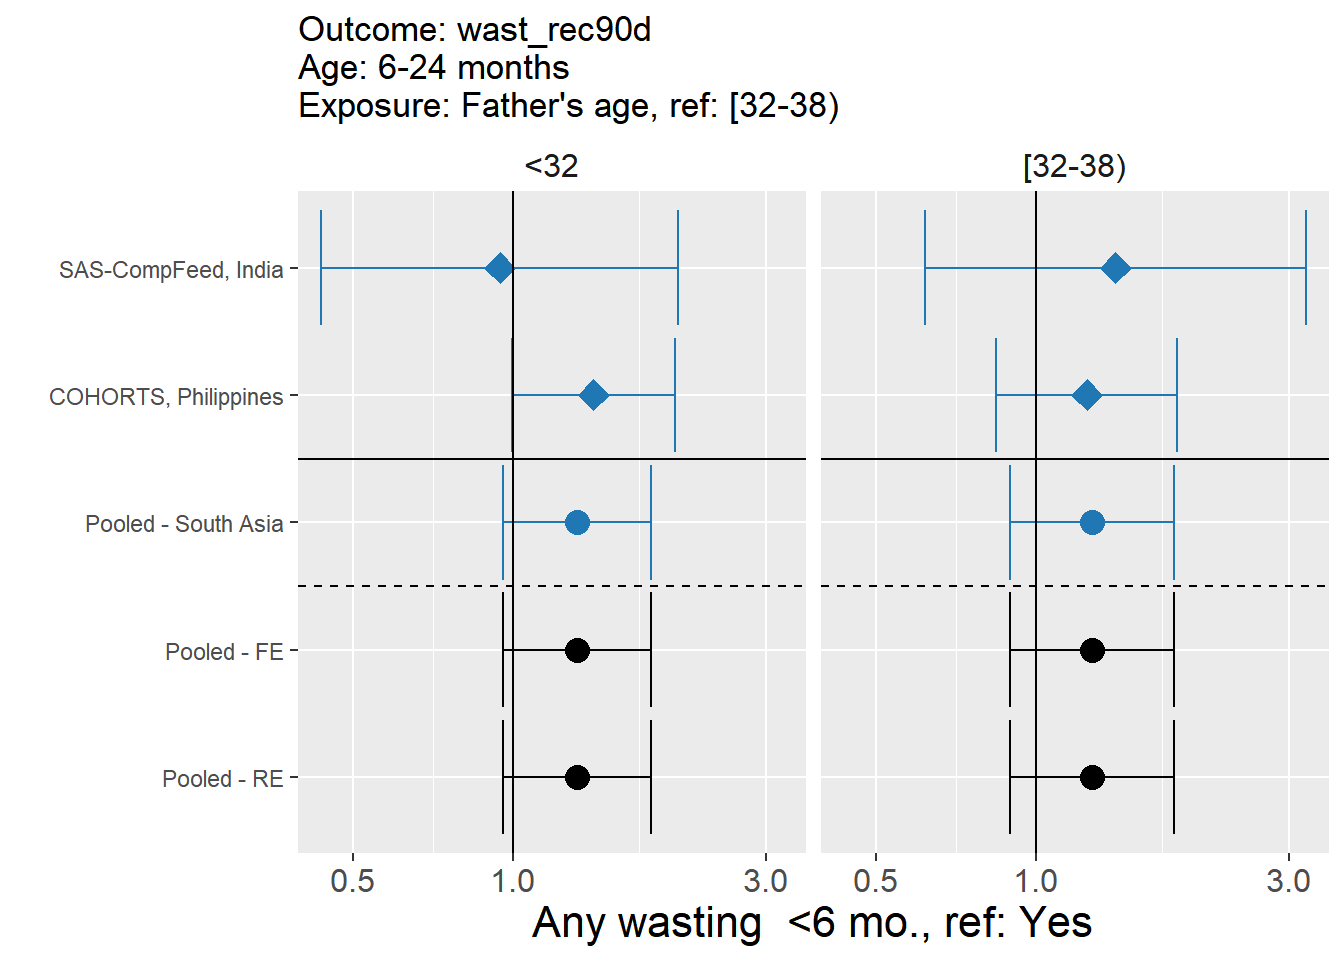 Outcome: wast_rec90d
Age: 6-24 months
Exposure: Father's age, ref: [32-38)
<32
[32-38)
SAS-CompFeed, India
COHORTS, Philippines
Pooled - South Asia
Pooled - FE
Pooled - RE
0.5 1.0 3.0 0.5 1.0 3.0
Any wasting  <6 mo., ref: Yes